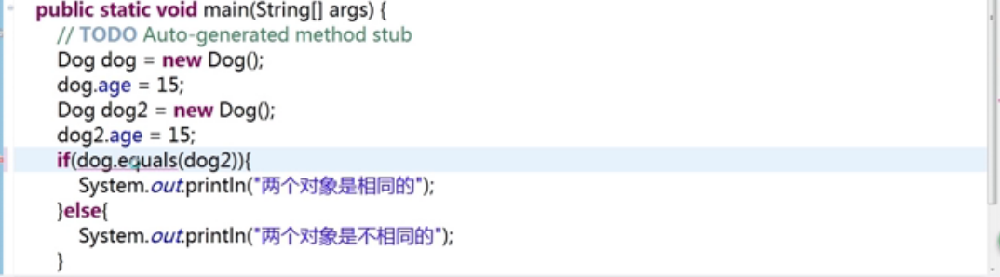 public static void main(String[] args) {
// TODO Auto-generated method stub
Dog dog = new Dog();
dog.age = 15;
Dog dog2 = new Dog();
dog2.age = 15;
if(dog.equals(dog2)){
System.out.println("两个对象是相同的");
}else{
System.out.println("两个对象是不相同的");
}